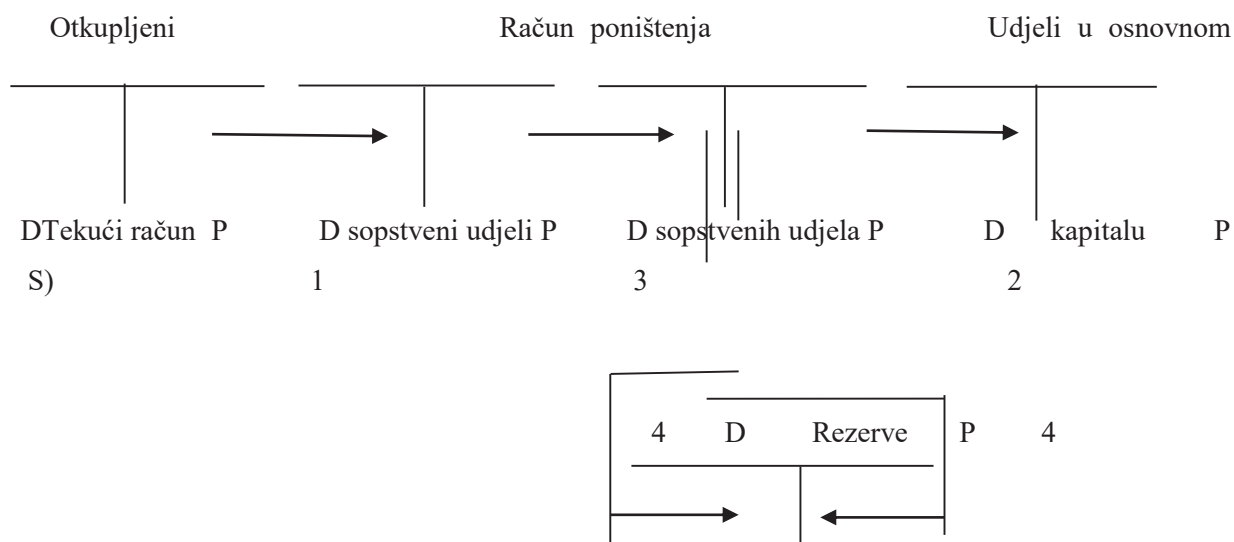 Otkupljeni Račun poništenja Udjeli u osnovnom
DTekući račun P D sopstveni udjeli P D sopstvenih udjela P D kapitalu P
S) 1 3 2
4 D Rezerve P 4